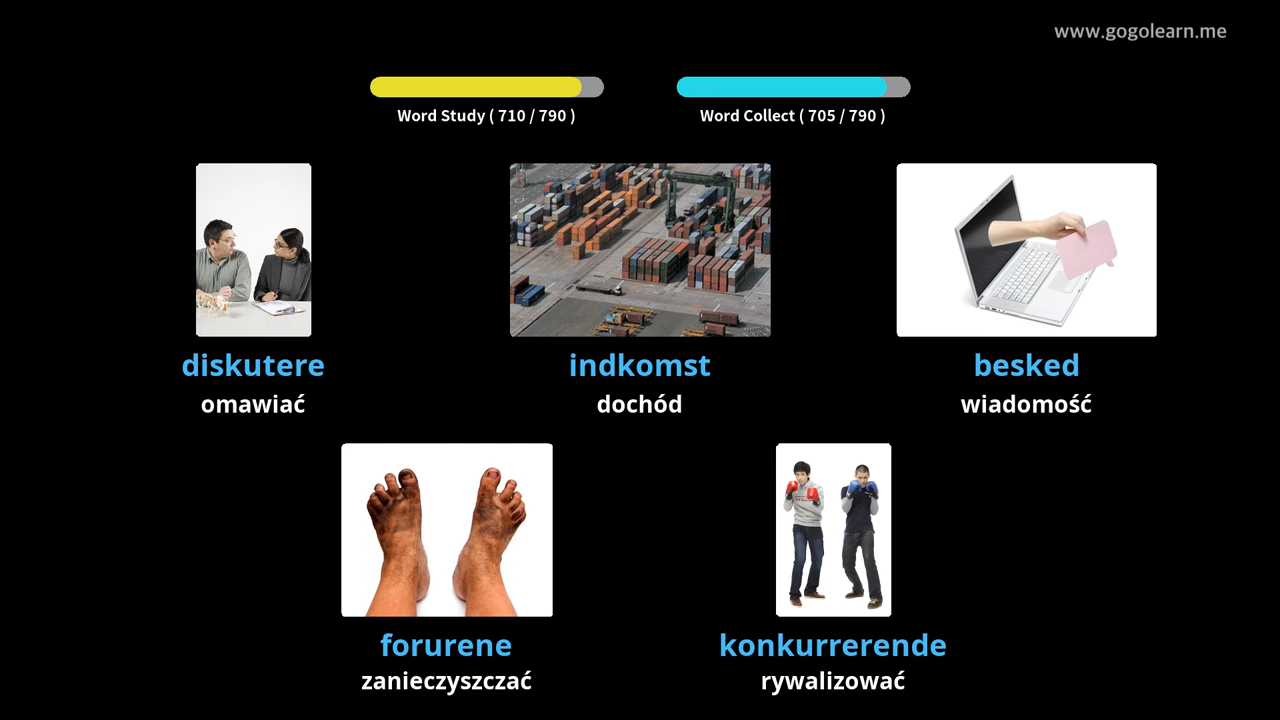 www.gogolearn.me
Word Study ( 710 / 790 )
Word Collect ( 705 / 790 )
diskutere
omawiać
indkomst
dochód
besked
wiadomość
forurene
zanieczyszczać
konkurrerende
rywalizować